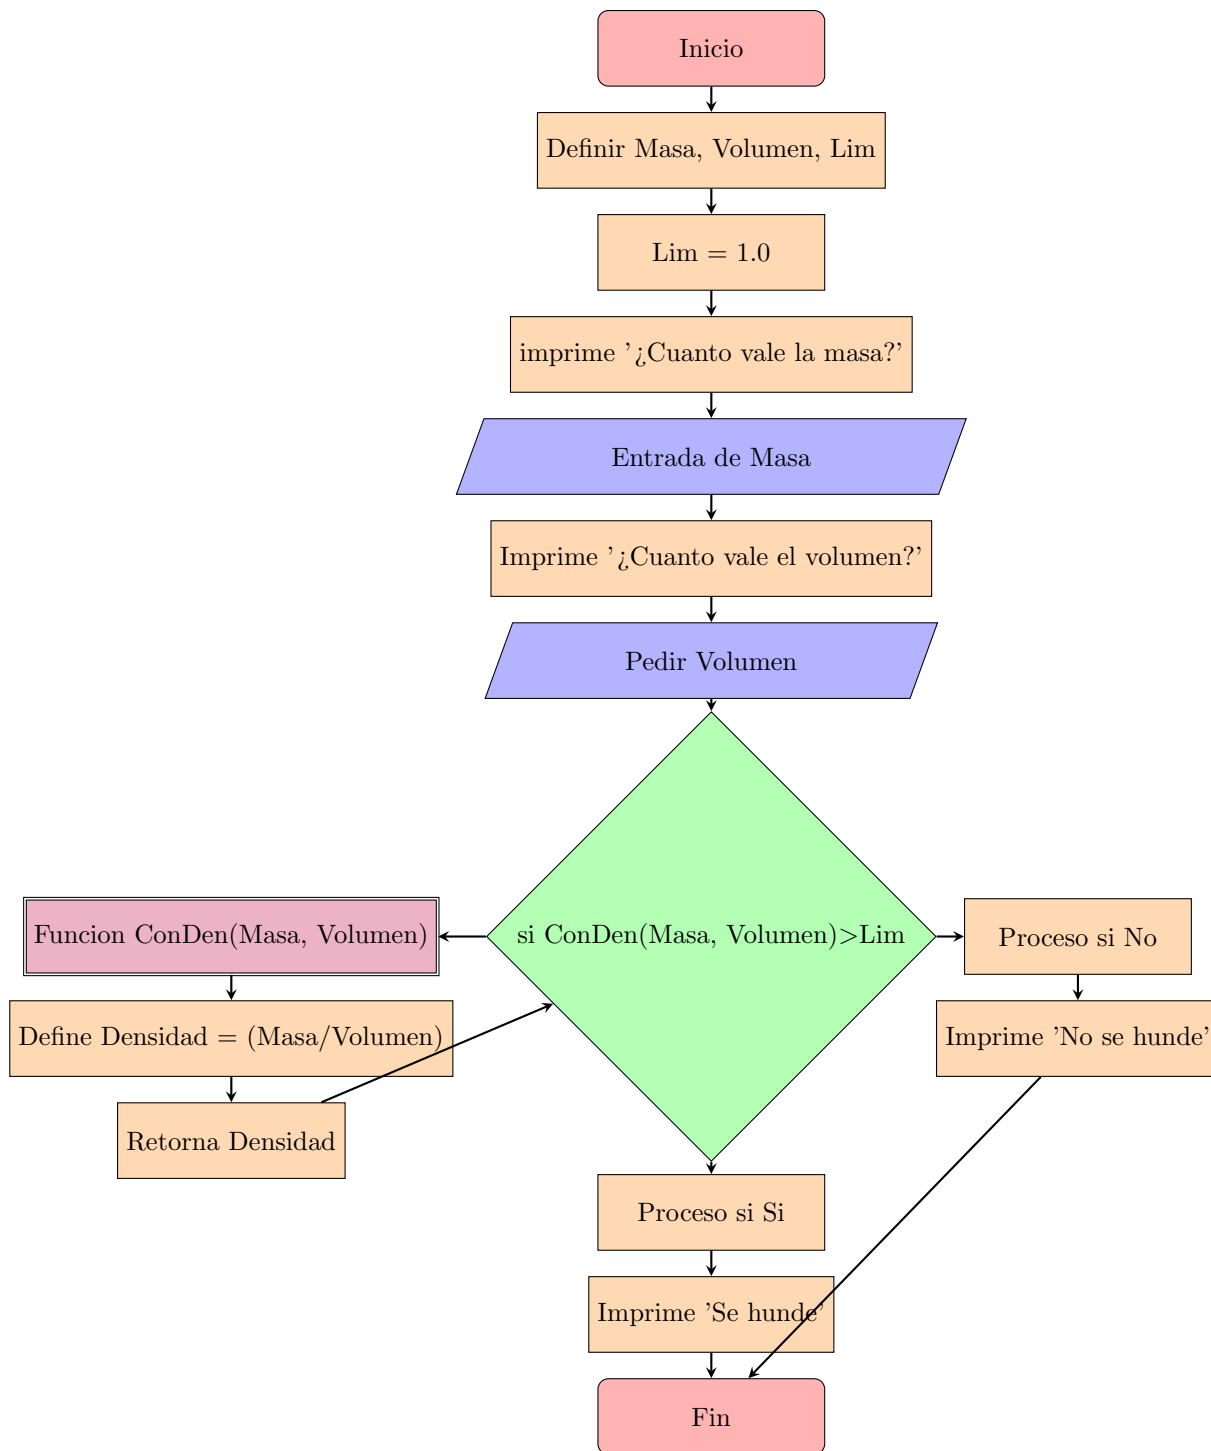 Inicio
Definir Masa, Volumen, Lim
Lim = 1.0
imprime '¿Cuanto vale la masa?'
Entrada de Masa
Imprime '¿Cuanto vale el volumen?'
Pedir Volumen
si ConDen(Masa, Volumen)>Lim
Funcion ConDen(Masa, Volumen)
Define Densidad = (Masa/Volumen)
Retorna Densidad
Proceso si No
Imprime 'No se hunde'
Proceso si Si
Imprime 'Se hunde'
Fin